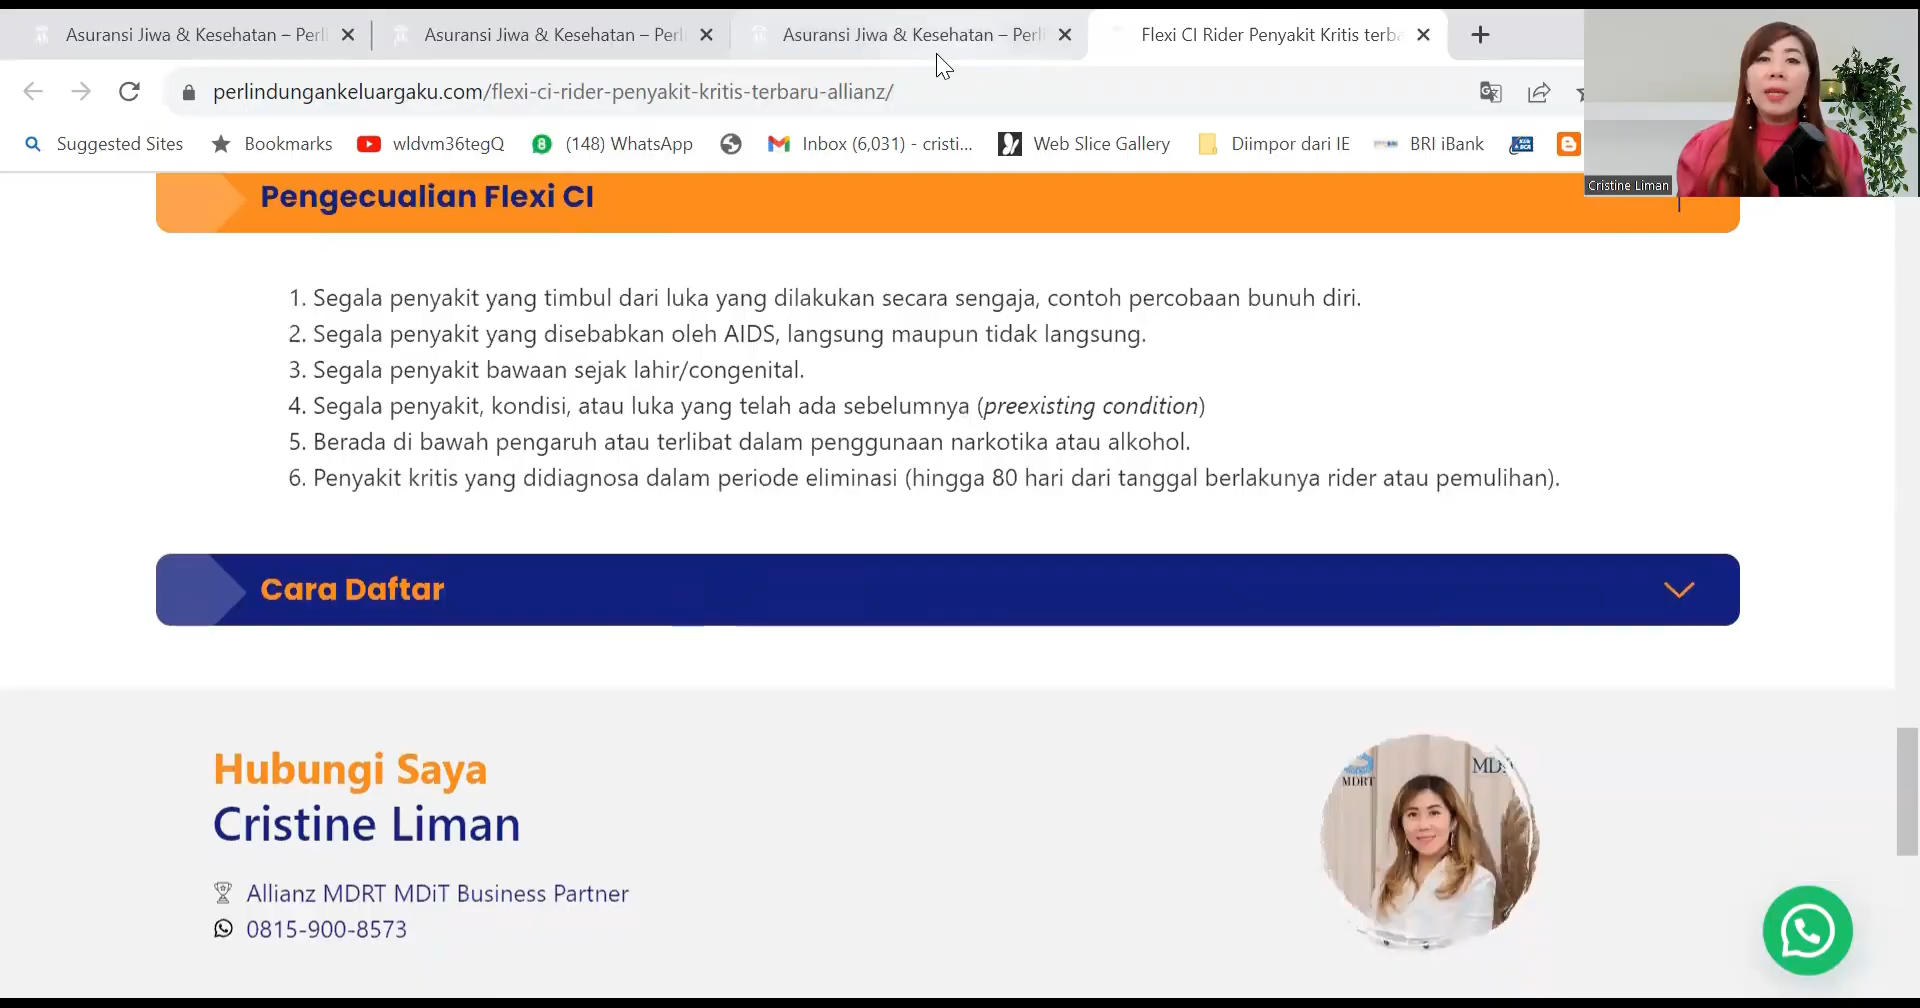 Asuransi Jiwa & Kesehatan – Perli
Asuransi Jiwa & Kesehatan – Perli
Asuransi Jiwa & Kesehatan – Perli
Flexi CI Rider Penyakit Kritis terba
perlindungankeluargaku.com/flexi-ci-rider-penyakit-kritis-terbaru-allianz/
Suggested Sites
Bookmarks
wldvm36tegQ
8
(148) WhatsApp
Inbox (6,031) - cristi...
Web Slice Gallery
Diimpor dari IE
BRI iBank
Cristine Liman
Pengecualian Flexi CI
1. Segala penyakit yang timbul dari luka yang dilakukan secara sengaja, contoh percobaan bunuh diri.
2. Segala penyakit yang disebabkan oleh AIDS, langsung maupun tidak langsung.
3. Segala penyakit bawaan sejak lahir/congenital.
4. Segala penyakit, kondisi, atau luka yang telah ada sebelumnya (preexisting condition)
5. Berada di bawah pengaruh atau terlibat dalam penggunaan narkotika atau alkohol.
6. Penyakit kritis yang didiagnosa dalam periode eliminasi (hingga 80 hari dari tanggal berlakunya rider atau pemulihan).
Cara Daftar
Hubungi Saya
Cristine Liman
Allianz MDRT MDiT Business Partner
0815-900-8573
MDRT